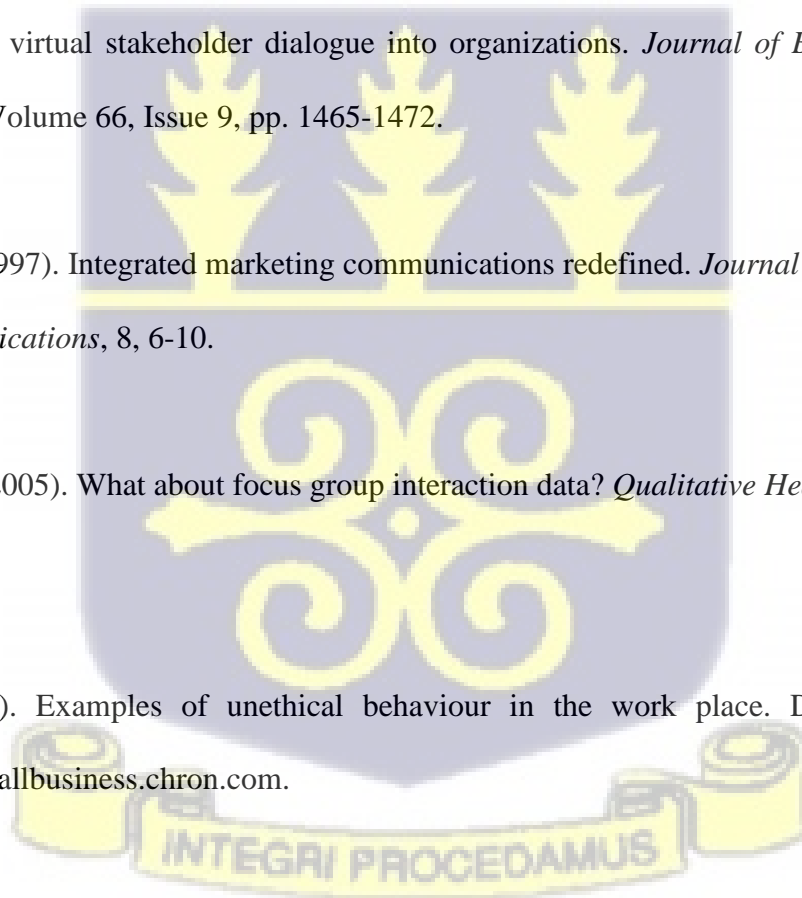 virtual stakeholder dialogue into organizations. Journal of
Volume 66, Issue 9, pp. 1465-1472.
997). Integrated marketing communications redefined. Journal
ications, 8, 6-10.
005). What about focus group interaction data? Qualitative
). Examples of unethical behaviour in the work place.
allbusiness.chron.com.
INTEGRI PROCEDAMUS